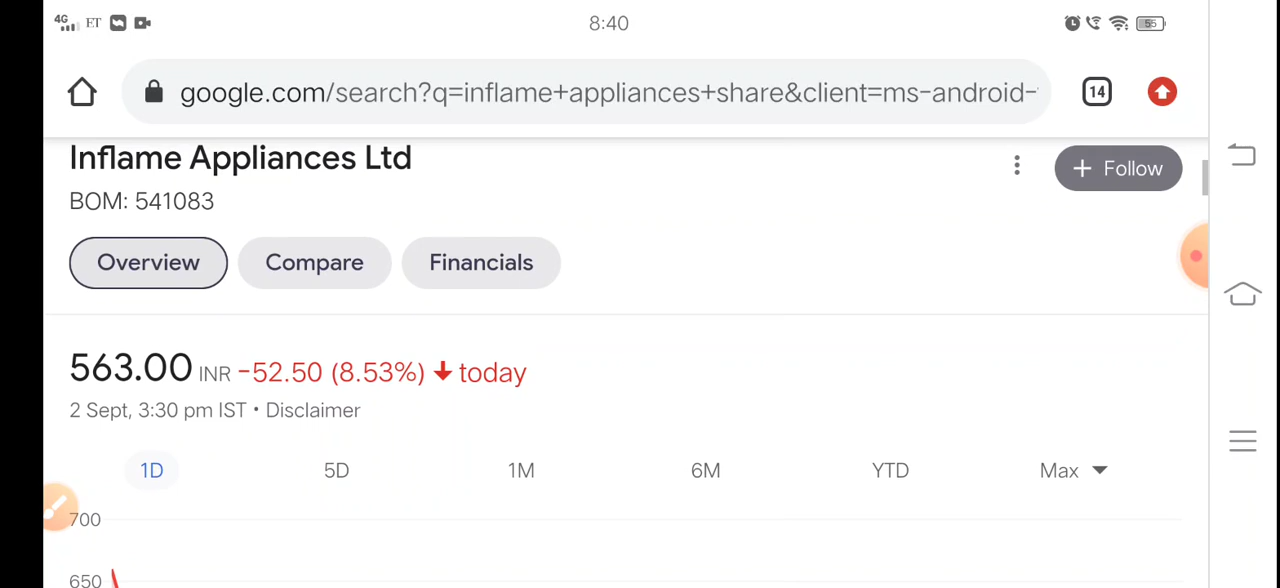 4G ET 8:40 55
google.com/search?q=inflame+appliances+share&client=ms-android- 14
Inflame Appliances Ltd
+ Follow
BOM: 541083
Overview Compare Financials
563.00 INR -52.50 (8.53%) ↓ today
2 Sept, 3:30 pm IST • Disclaimer
1D 5D 1M 6M YTD Max
700
650